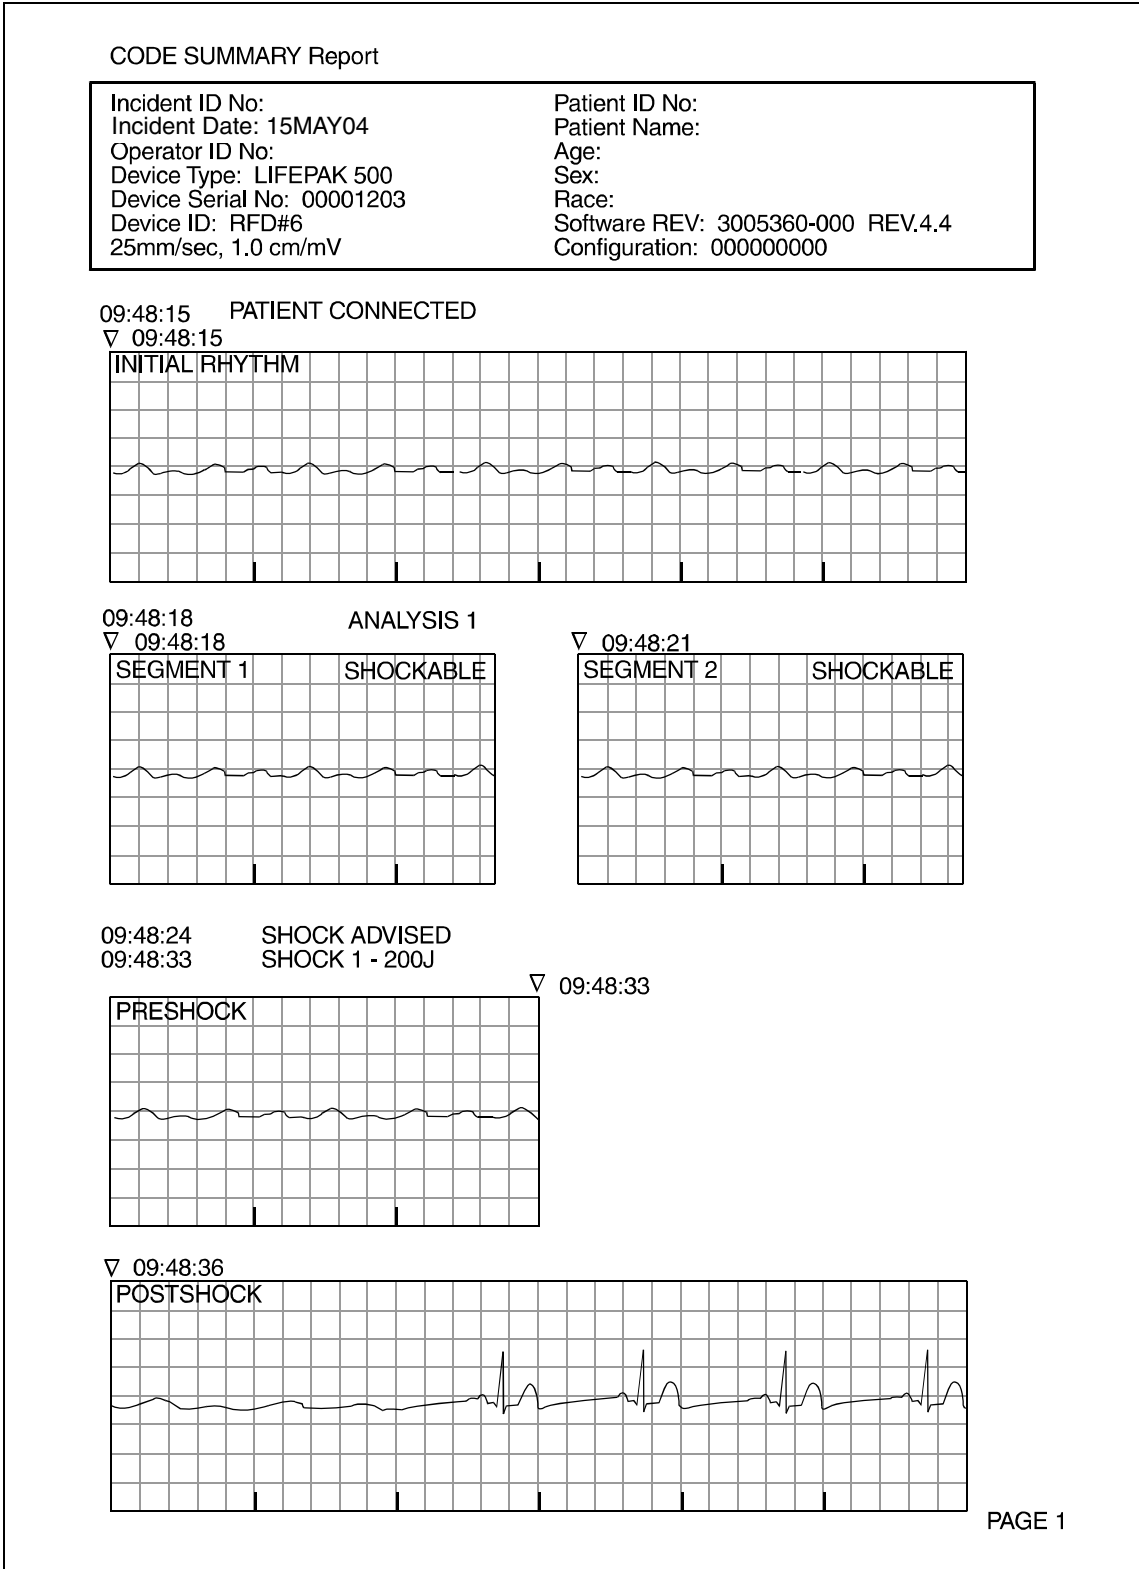 CODE SUMMARY Report
Incident ID No:
Incident Date: 15MAY04
Operator ID No:
Device Type: LIFEPAK 500
Device Serial No: 00001203
Device ID: RFD#6
25mm/sec, 1.0 cm/mV
Patient ID No:
Patient Name:
Age:
Sex:
Race:
Software REV: 3005360-000 REV.4.4
Configuration: 000000000
09:48:15 PATIENT CONNECTED
▽ 09:48:15
INITIAL RHYTHM
09:48:18 ANALYSIS 1
▽ 09:48:18
SEGMENT 1 SHOCKABLE
▽ 09:48:21
SEGMENT 2 SHOCKABLE
09:48:24 SHOCK ADVISED
09:48:33 SHOCK 1 - 200J
▽ 09:48:33
PRESHOCK
▽ 09:48:36
POSTSHOCK
PAGE 1